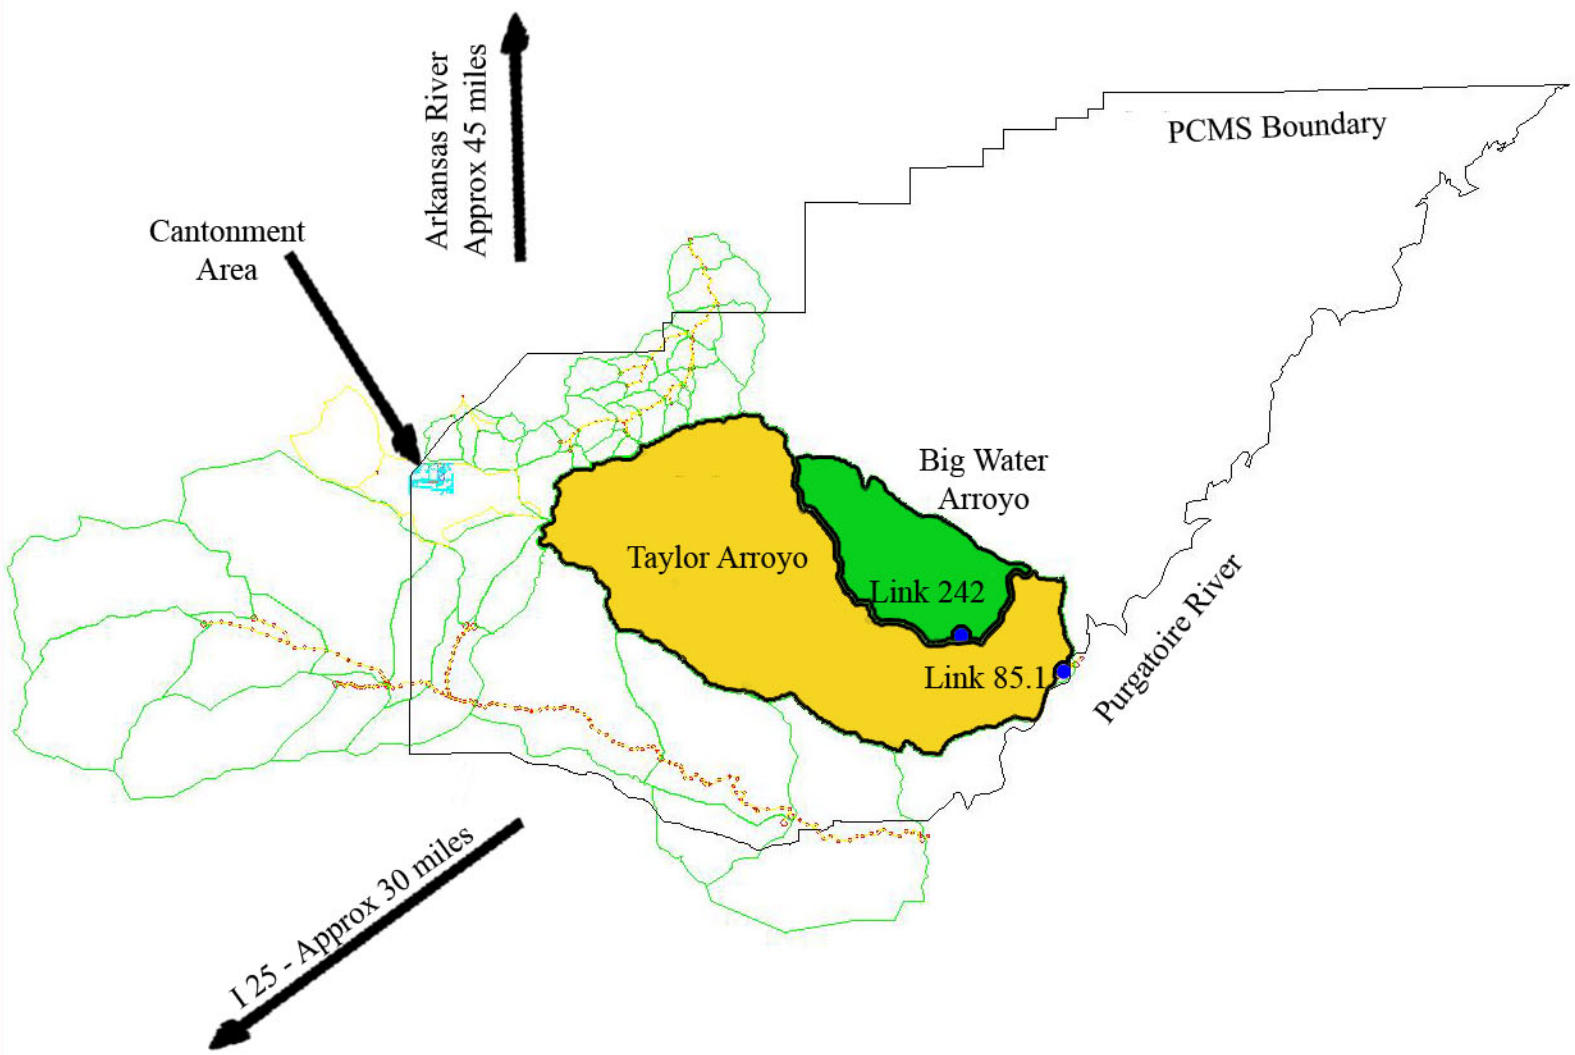 Arkansas River
Approx 45 miles
PCMS Boundary
Cantonment
Area
Big Water
Arroyo
Taylor Arroyo
Link 242
Link 85.1
Purgatoire River
I 25 - Approx 30 miles